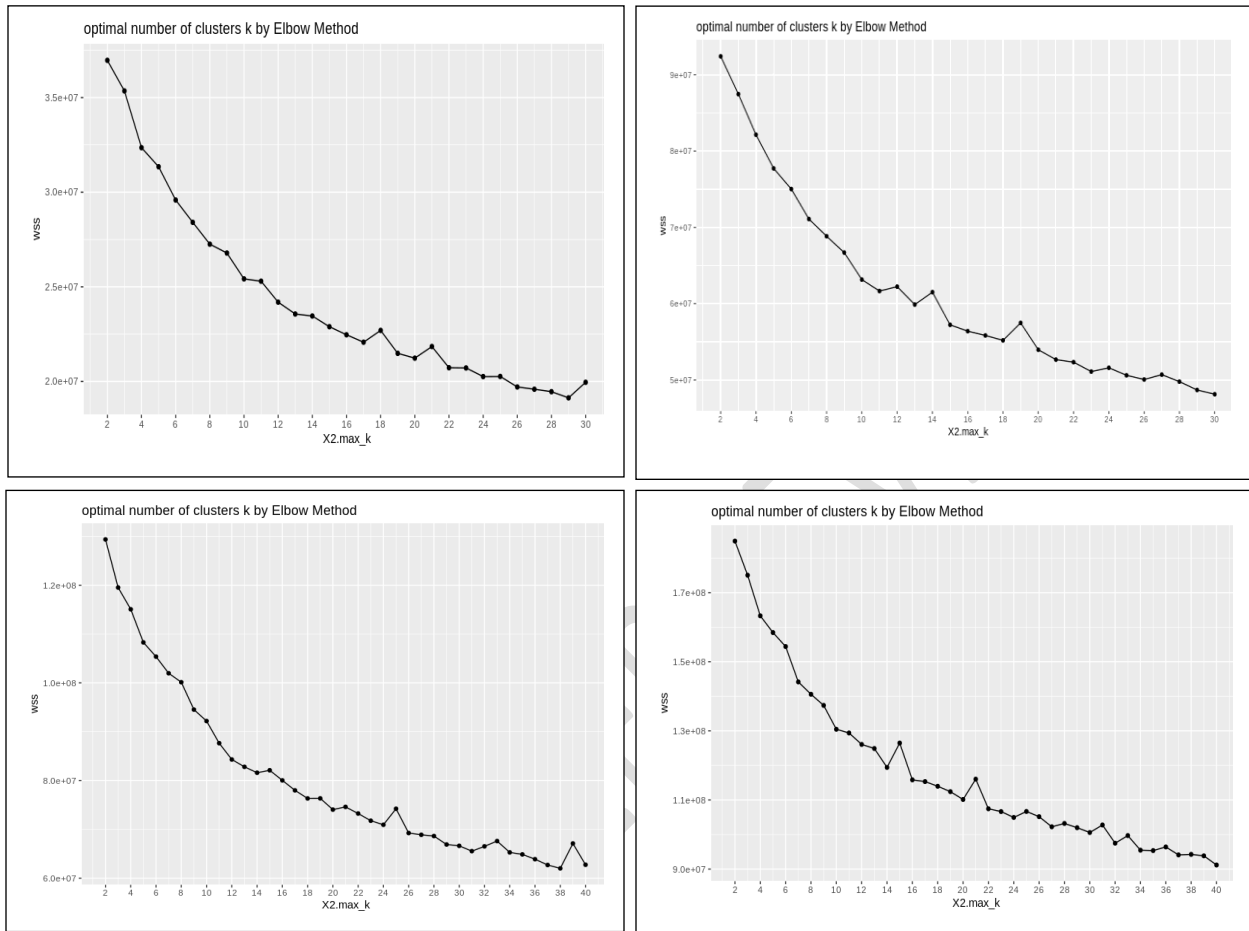 optimal number of clusters k by Elbow Method
3.5e+07
3.0e+07
2.5e+07
2.0e+07
wss
2 4 6 8 10 12 14 16 18 20 22 24 26 28 30
X2.max_k
optimal number of clusters k by Elbow Method
9e+07
8e+07
7e+07
6e+07
5e+07
wss
2 4 6 8 10 12 14 16 18 20 22 24 26 28 30
X2.max_k
optimal number of clusters k by Elbow Method
1.2e+08
1.0e+08
8.0e+07
6.0e+07
wss
2 4 6 8 10 12 14 16 18 20 22 24 26 28 30 32 34 36 38 40
X2.max_k
optimal number of clusters k by Elbow Method
1.7e+08
1.5e+08
1.3e+08
1.1e+08
9.0e+07
wss
2 4 6 8 10 12 14 16 18 20 22 24 26 28 30 32 34 36 38 40
X2.max_k